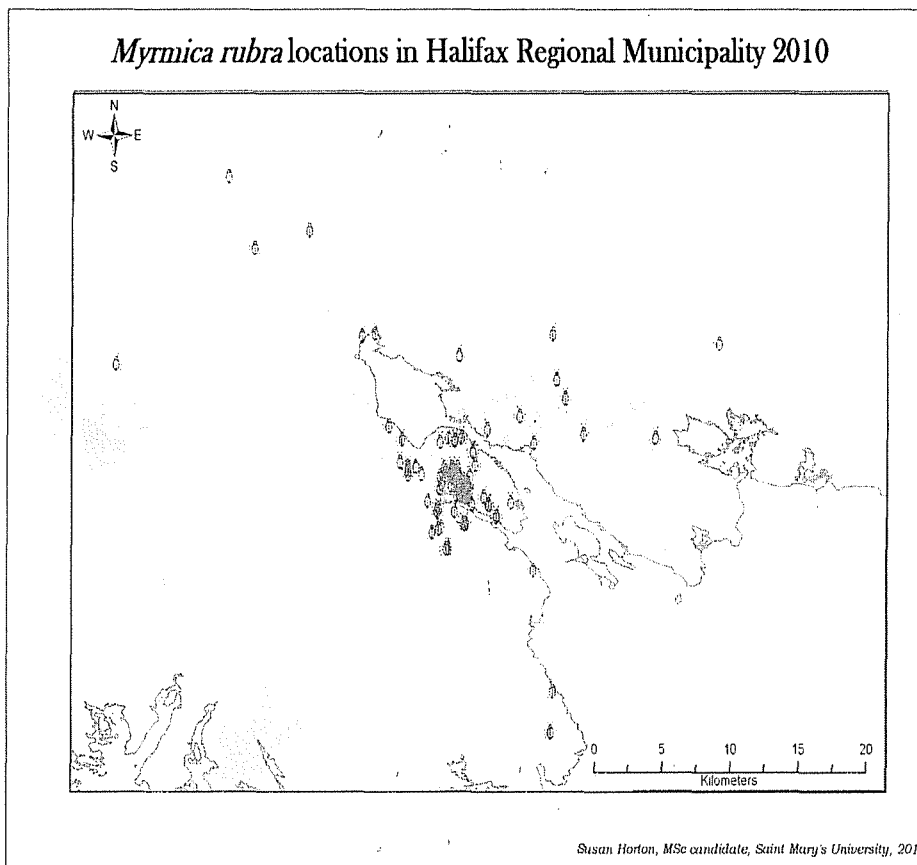 Myrmica rubra locations in Halifax Regional Municipality 2010
N
W E
S
0 5 10 15 20
Kilometers
Susan Horton, MSc candidate, Saint Mary's University, 201